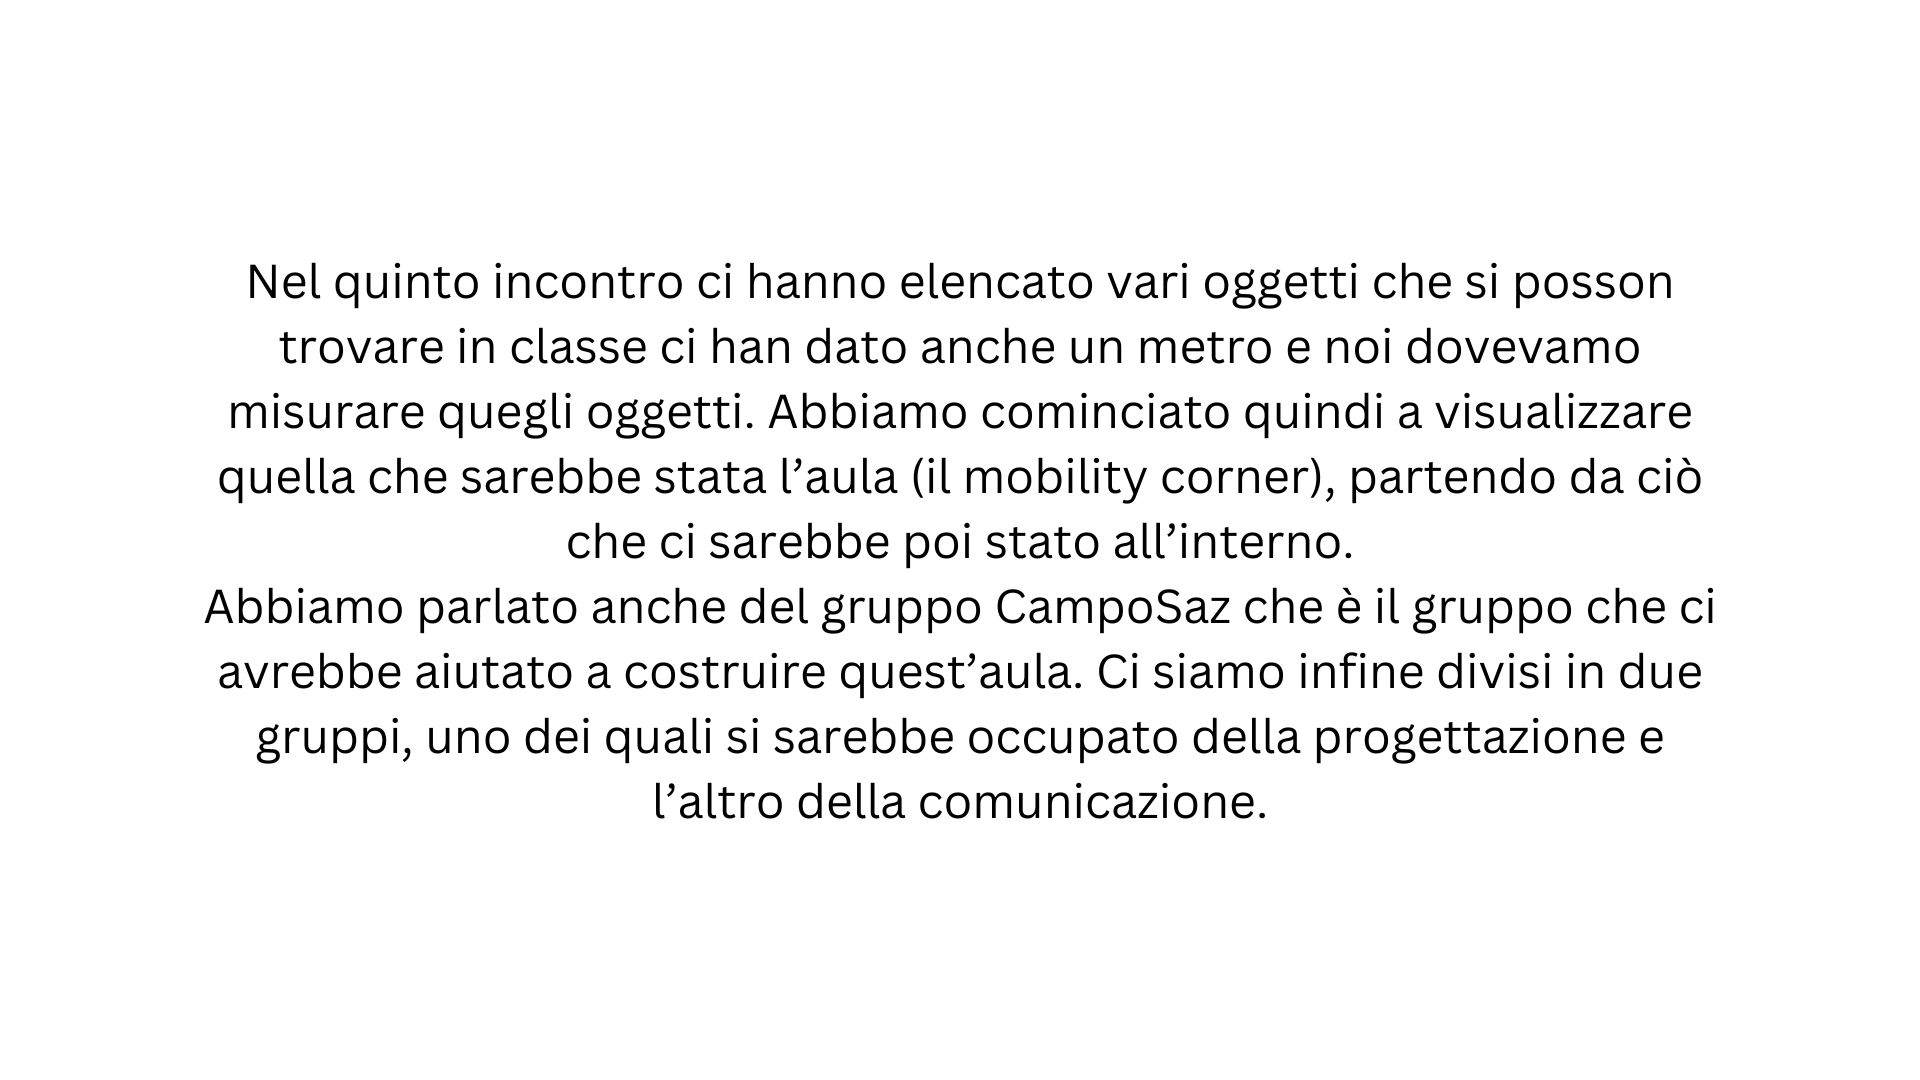 Nel quinto incontro ci hanno elencato vari oggetti che si posson
trovare in classe ci han dato anche un metro e noi dovevamo
misurare quegli oggetti. Abbiamo cominciato quindi a visualizzare
quella che sarebbe stata l’aula (il mobility corner), partendo da ciò
che ci sarebbe poi stato all’interno.
Abbiamo parlato anche del gruppo CampoSaz che è il gruppo che ci
avrebbe aiutato a costruire quest’aula. Ci siamo infine divisi in due
gruppi, uno dei quali si sarebbe occupato della progettazione e
l’altro della comunicazione.